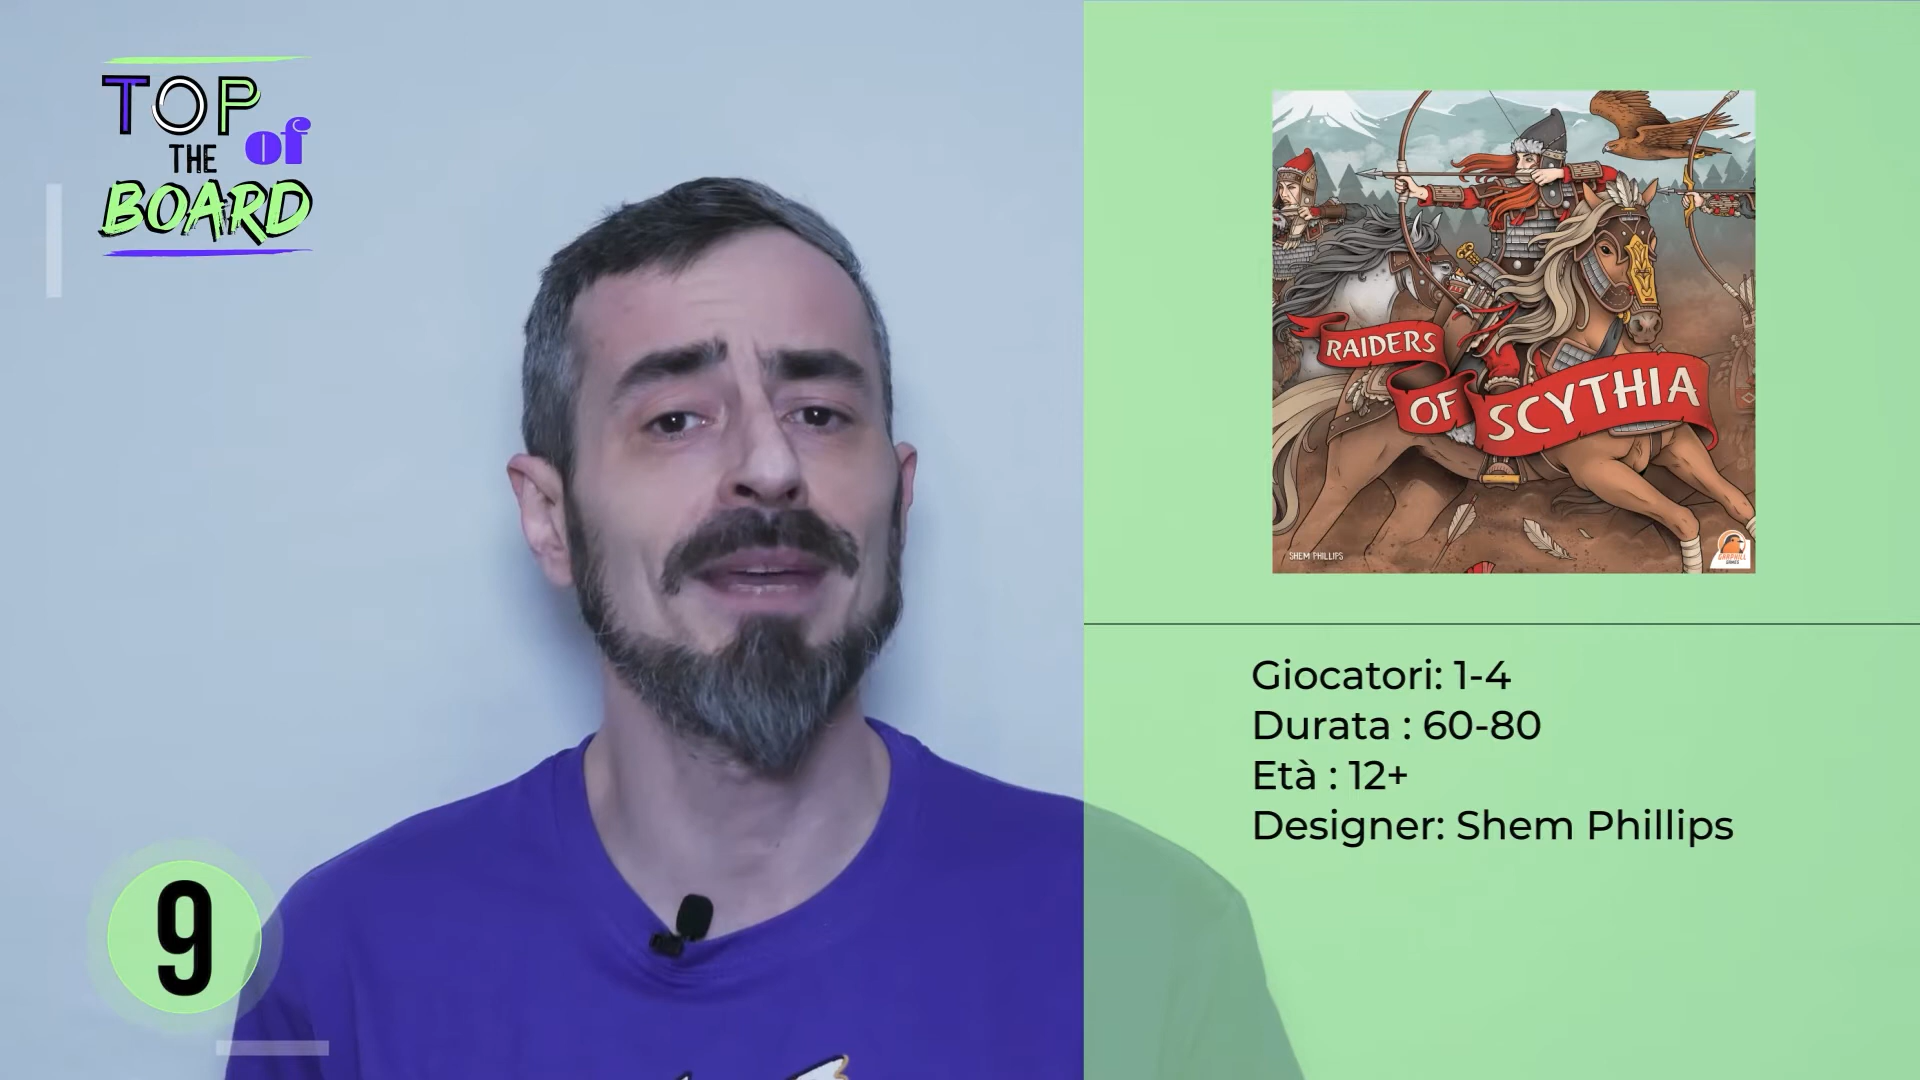 TOP
of
THE
BOARD
RAIDERS
OF
SCYTHIA
SHEM PHILLIPS
Giocatori: 1-4
Durata : 60-80
Età : 12+
Designer: Shem Phillips
9